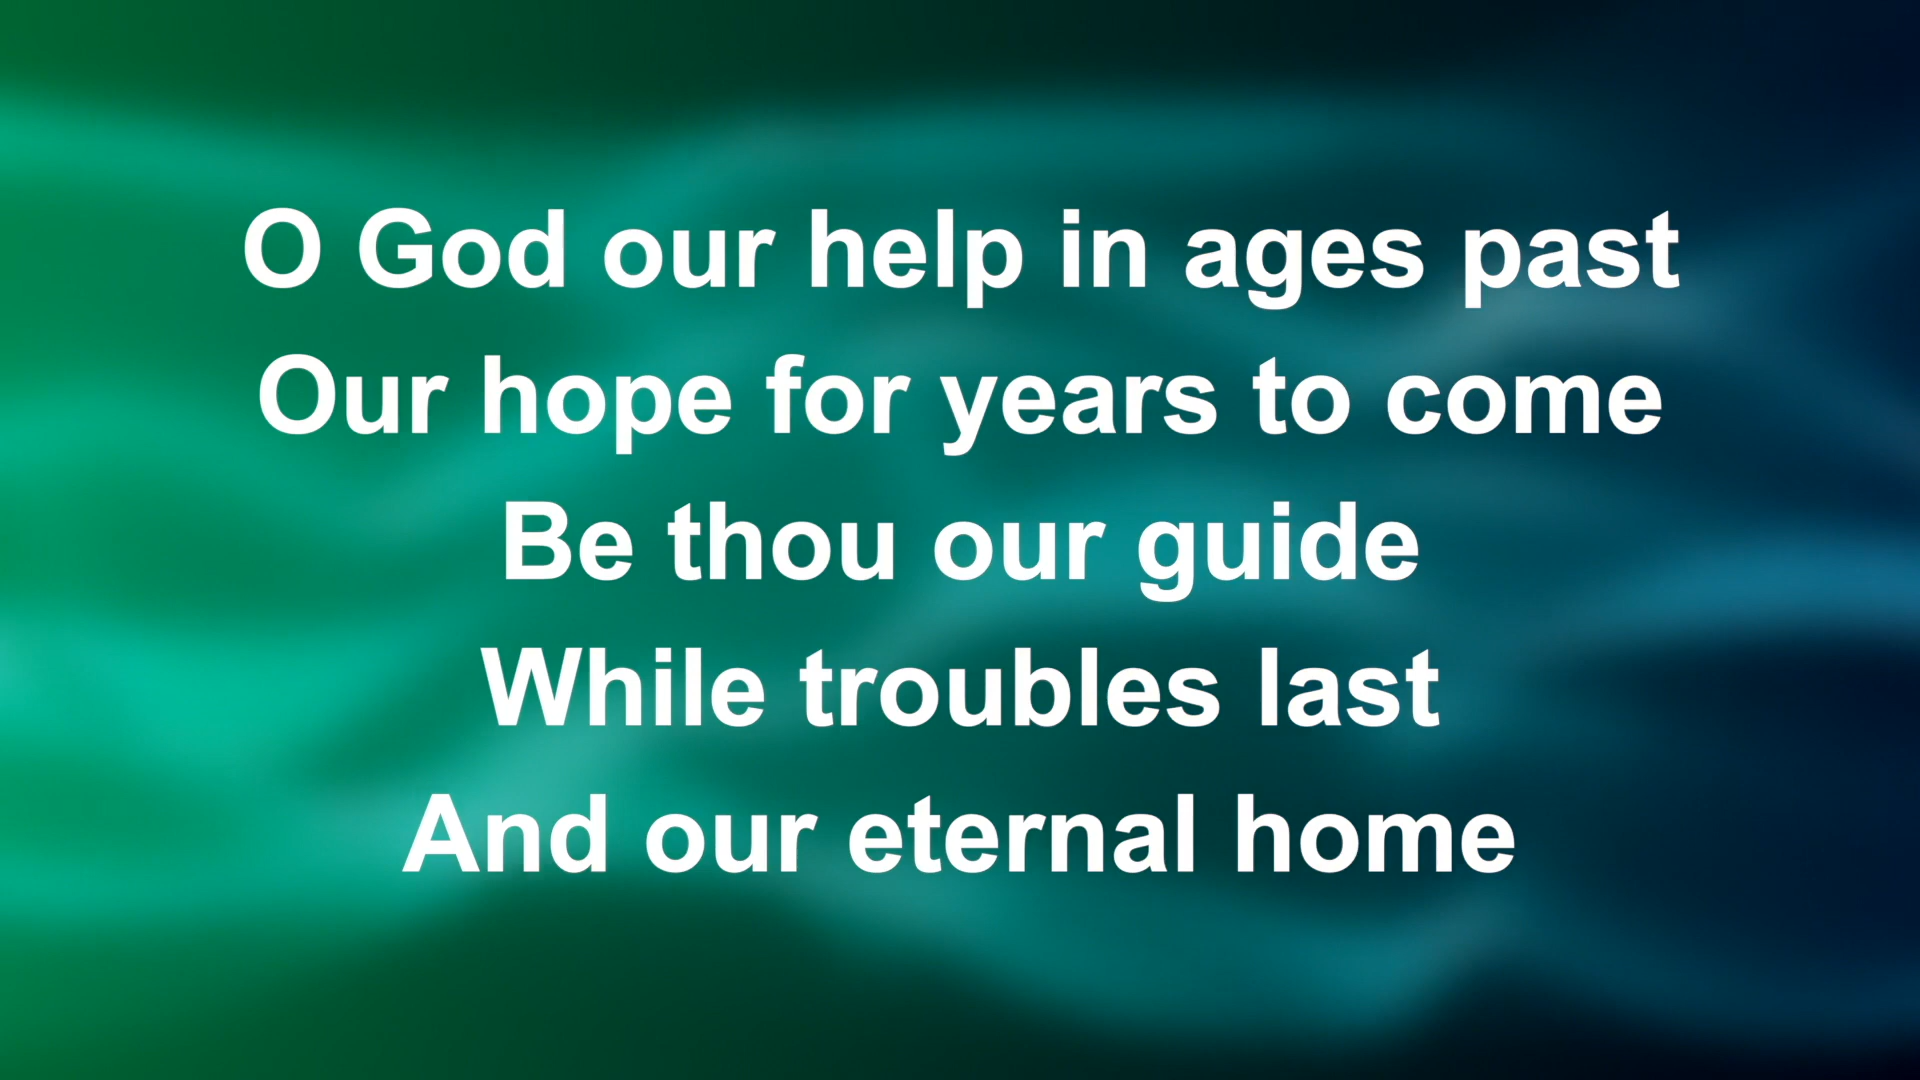 O God our help in ages past
Our hope for years to come
Be thou our guide
While troubles last
And our eternal home